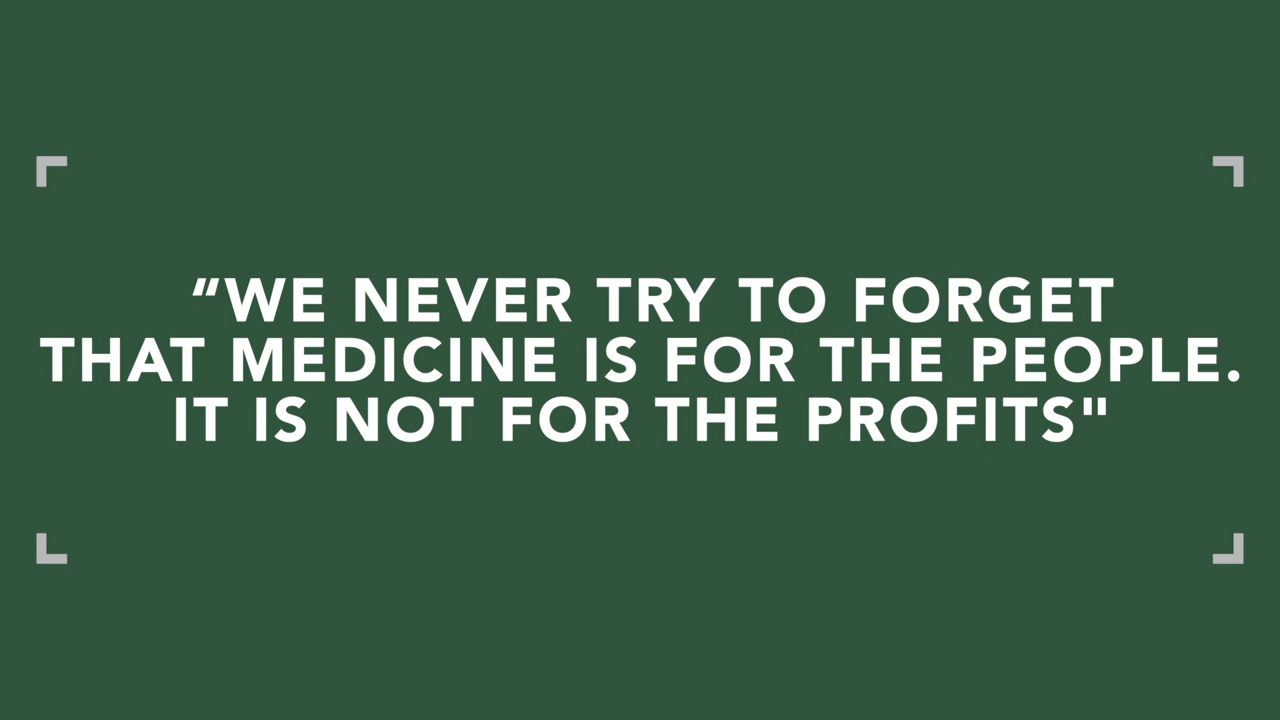 “WE NEVER TRY TO FORGET
THAT MEDICINE IS FOR THE PEOPLE.
IT IS NOT FOR THE PROFITS"